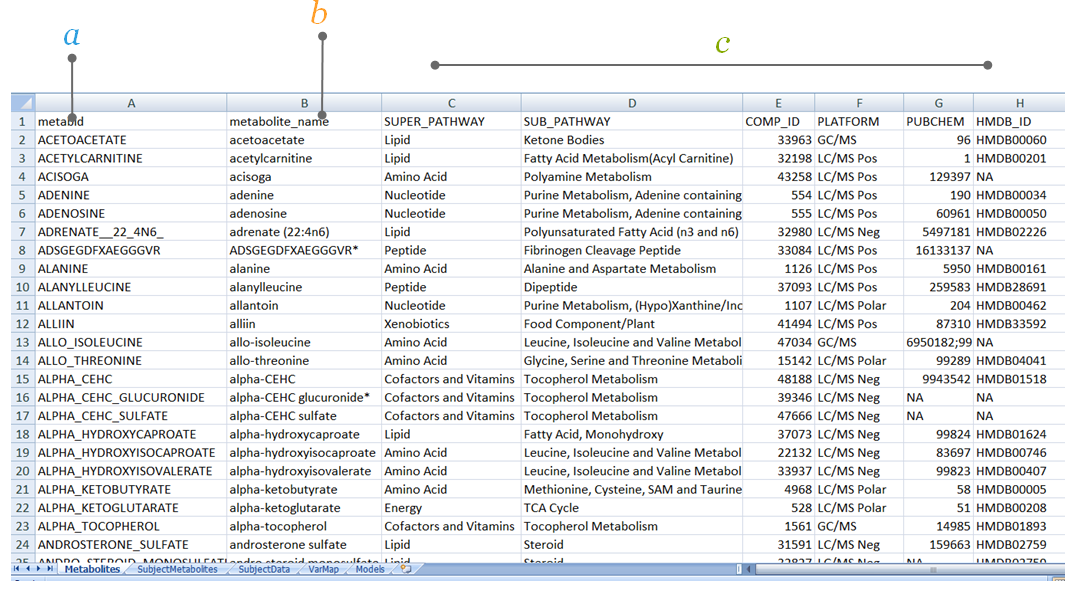 b
a
c
A B C D E F G H
1 metabid metabolite_name SUPER_PATHWAY SUB_PATHWAY COMP_ID PLATFORM PUBCHEM HMDB_ID
2 ACETOACETATE acetoacetate Lipid Ketone Bodies 33963 GC/MS 96 HMDB00060
3 ACETYLCARNITINE acetylcarnitine Lipid Fatty Acid Metabolism(Acyl Carnitine) 32198 LC/MS Pos 1 HMDB00201
4 ACISOGA acisoga Amino Acid Polyamine Metabolism 43258 LC/MS Pos 129397 NA
5 ADENINE adenine Nucleotide Purine Metabolism, Adenine containing 554 LC/MS Pos 190 HMDB00034
6 ADENOSINE adenosine Nucleotide Purine Metabolism, Adenine containing 555 LC/MS Pos 60961 HMDB00050
7 ADRENATE__22_4N6_ adrenate (22:4n6) Lipid Polyunsaturated Fatty Acid (n3 and n6) 32980 LC/MS Neg 5497181 HMDB02226
8 ADSGEGDFXAEGGGVR ADSGEGDFXAEGGGVR* Peptide Fibrinogen Cleavage Peptide 33084 LC/MS Pos 16133137 NA
9 ALANINE alanine Amino Acid Alanine and Aspartate Metabolism 1126 LC/MS Pos 5950 HMDB00161
10 ALANYLLEUCINE alanylleucine Peptide Dipeptide 37093 LC/MS Pos 259583 HMDB28691
11 ALLANTOIN allantoin Nucleotide Purine Metabolism, (Hypo)Xanthine/Inc 1107 LC/MS Polar 204 HMDB00462
12 ALLIIN alliin Xenobiotics Food Component/Plant 41494 LC/MS Pos 87310 HMDB33592
13 ALLO_ISOLEUCINE allo-isoleucine Amino Acid Leucine, Isoleucine and Valine Metabol 47034 GC/MS 6950182;99 NA
14 ALLO_THREONINE allo-threonine Amino Acid Glycine, Serine and Threonine Metaboli 15142 LC/MS Polar 99289 HMDB04041
15 ALPHA_CEHC alpha-CEHC Cofactors and Vitamins Tocopherol Metabolism 48188 LC/MS Neg 9943542 HMDB01518
16 ALPHA_CEHC_GLUCURONIDE alpha-CEHC glucuronide* Cofactors and Vitamins Tocopherol Metabolism 39346 LC/MS Neg NA NA
17 ALPHA_CEHC_SULFATE alpha-CEHC sulfate Cofactors and Vitamins Tocopherol Metabolism 47666 LC/MS Neg NA NA
18 ALPHA_HYDROXYCAPROATE alpha-hydroxycaproate Lipid Fatty Acid, Monohydroxy 37073 LC/MS Neg 99824 HMDB01624
19 ALPHA_HYDROXYISOCAPROATE alpha-hydroxyisocaproate Amino Acid Leucine, Isoleucine and Valine Metabol 22132 LC/MS Neg 83697 HMDB00746
20 ALPHA_HYDROXYISOVALERATE alpha-hydroxyisovalerate Amino Acid Leucine, Isoleucine and Valine Metabol 33937 LC/MS Neg 99823 HMDB00407
21 ALPHA_KETOBUTYRATE alpha-ketobutyrate Amino Acid Methionine, Cysteine, SAM and Taurine 4968 LC/MS Polar 58 HMDB00005
22 ALPHA_KETOGLUTARATE alpha-ketoglutarate Energy TCA Cycle 528 LC/MS Polar 51 HMDB00208
23 ALPHA_TOCOPHEROL alpha-tocopherol Cofactors and Vitamins Tocopherol Metabolism 1561 GC/MS 14985 HMDB01893
24 ANDROSTERONE_SULFATE androsterone sulfate Lipid Steroid 31591 LC/MS Neg 159663 HMDB02759
Metabolites SubjectMetabolites SubjectData VarMap Models